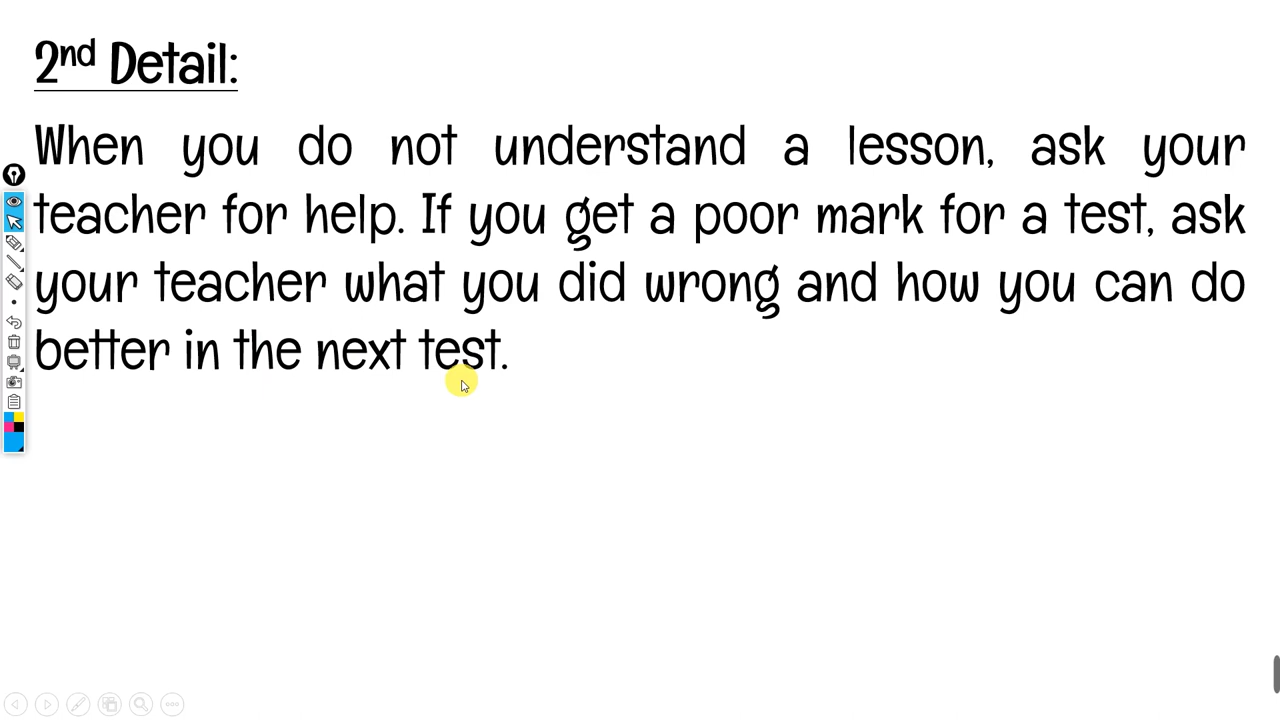 2nd Detail:
When you do not understand a lesson, ask your
teacher for help. If you get a poor mark for a test, ask
your teacher what you did wrong and how you can do
better in the next test.